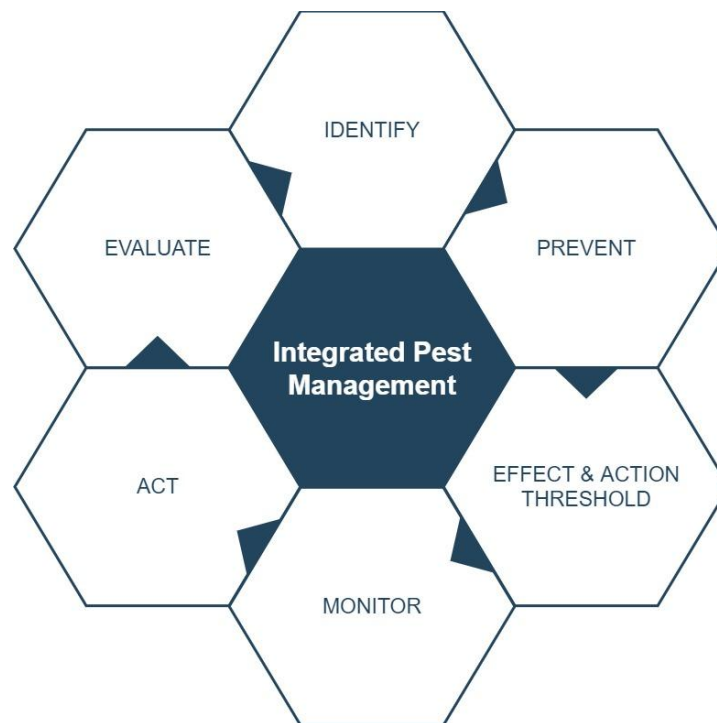 IDENTIFY
PREVENT
EFFECT & ACTION
THRESHOLD
MONITOR
ACT
EVALUATE
Integrated Pest
Management